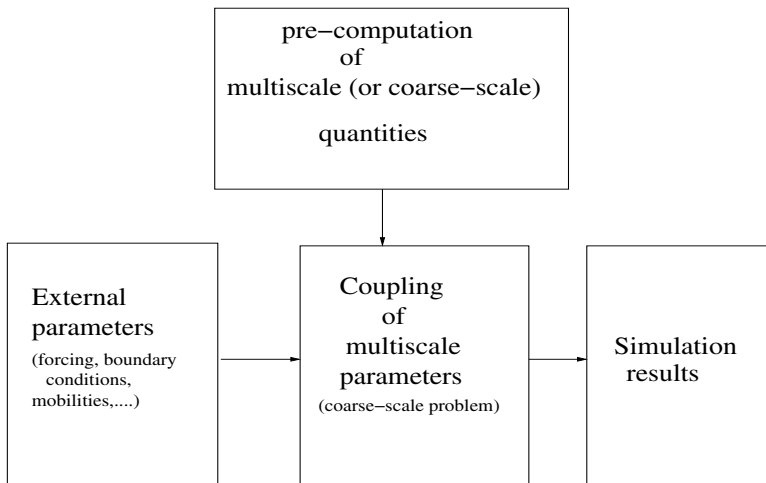 pre−computation
of
multiscale (or coarse−scale)
quantities
External
parameters
(forcing, boundary
conditions,
mobilities,....)
Coupling
of
multiscale
parameters
(coarse−scale problem)
Simulation
results